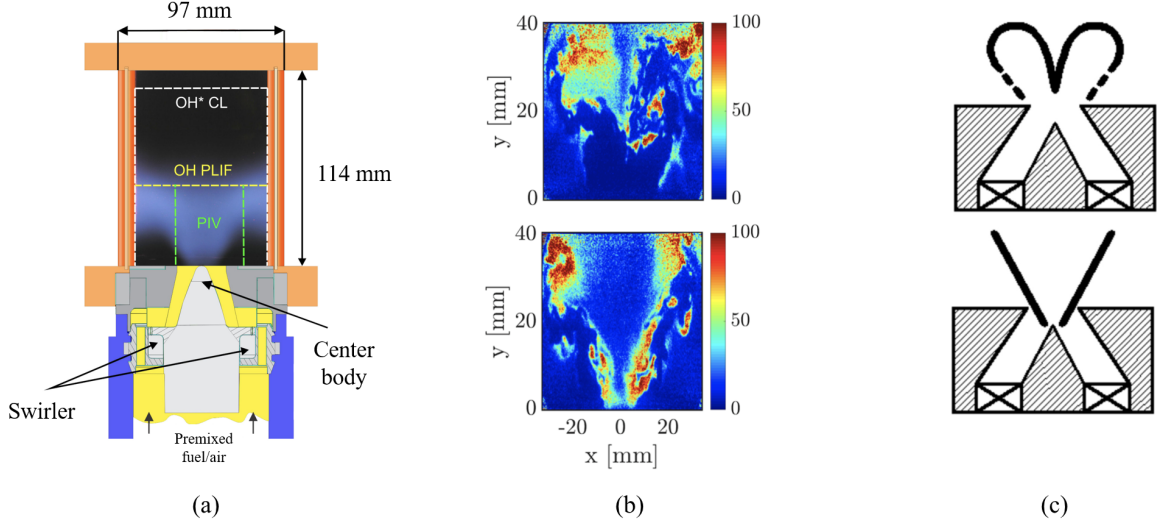 97 mm
OH* CL
OH PLIF
PIV
114 mm
Center
body
Swirler
Premixed
fuel/air
(a)
40
20
0
y [mm]
100
50
0
40
20
0
y [mm]
-20 0 20
x [mm]
100
50
0
(b)
(c)